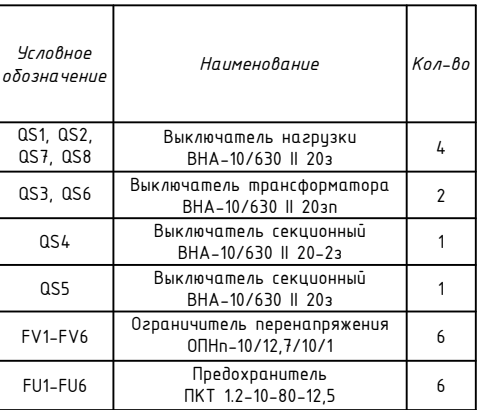 Условное обозначение
Наименование
Кол-во
QS1, QS2,
QS7, QS8
Выключатель нагрузки
ВНА-10/630 II 20з
4
QS3, QS6
Выключатель трансформатора
ВНА-10/630 II 20зп
2
QS4
Выключатель секционный
ВНА-10/630 II 20-2з
1
QS5
Выключатель секционный
ВНА-10/630 II 20з
1
FV1-FV6
Ограничитель перенапряжения
ОПНп-10/12,7/10/1
6
FU1-FU6
Предохранитель
ПКТ 1.2-10-80-12,5
6